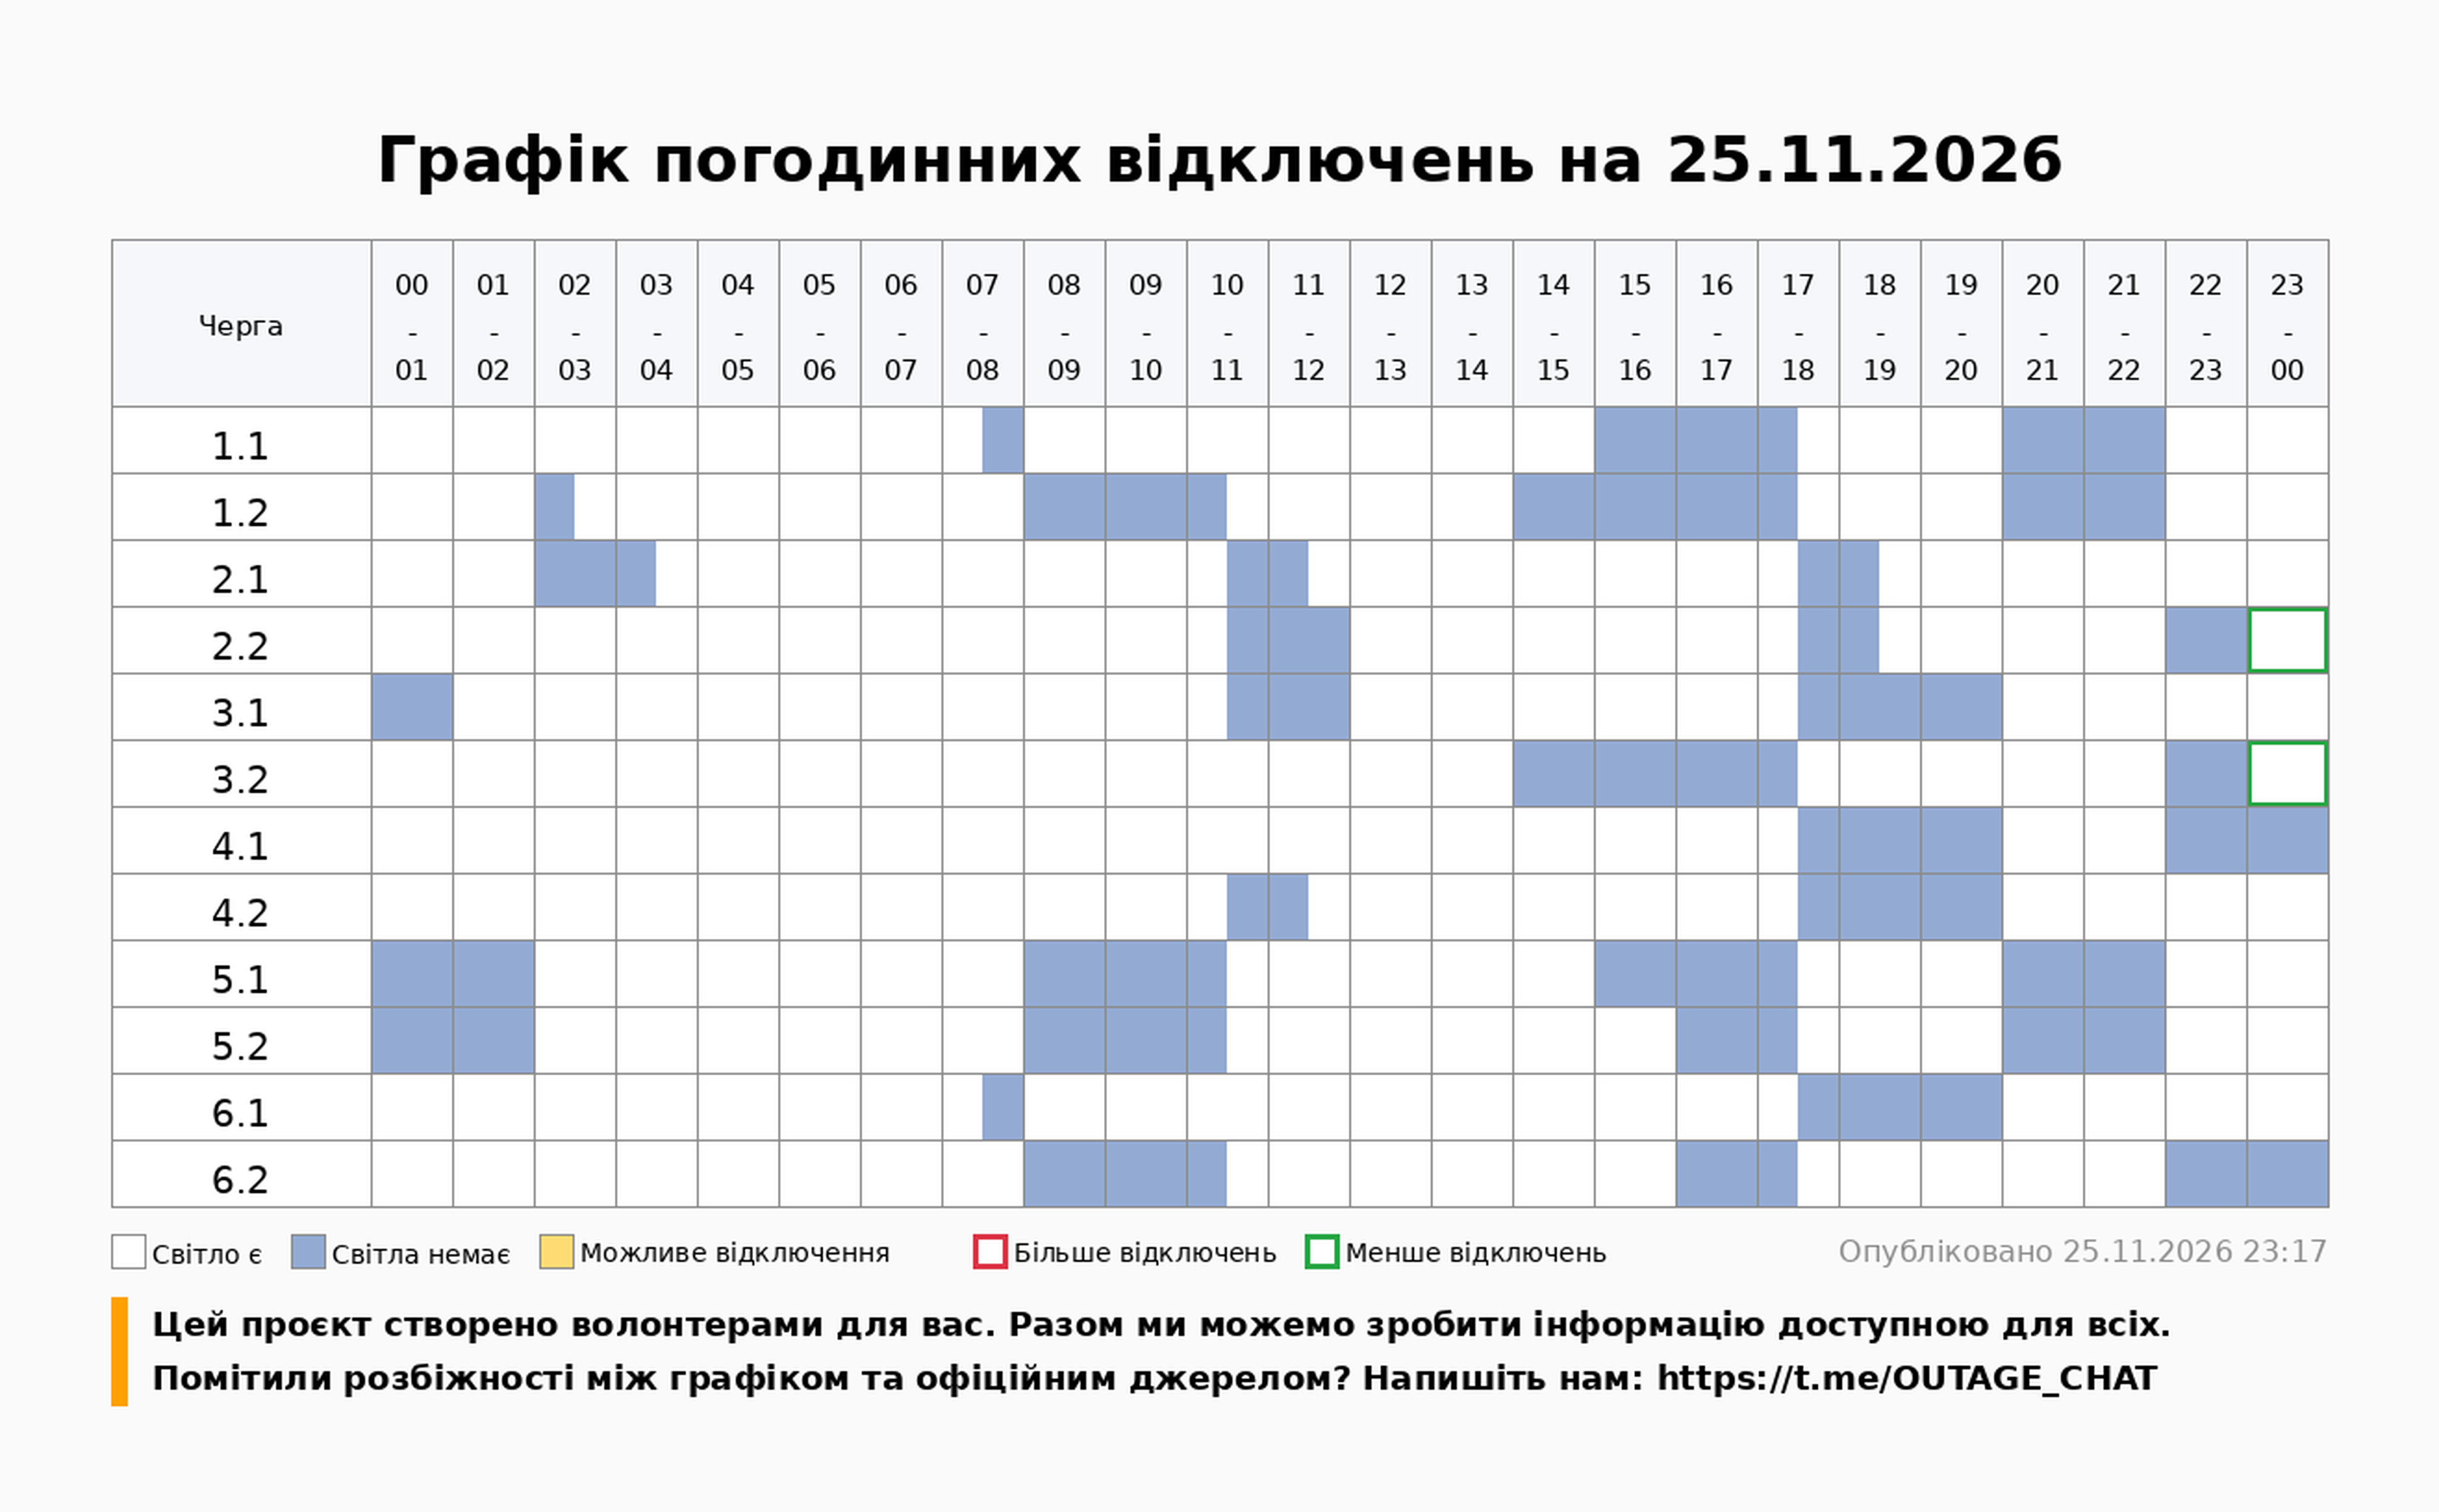 Графік погодинних відключень на 25.11.2026
Черга
00 - 01
01 - 02
02 - 03
03 - 04
04 - 05
05 - 06
06 - 07
07 - 08
08 - 09
09 - 10
10 - 11
11 - 12
12 - 13
13 - 14
14 - 15
15 - 16
16 - 17
17 - 18
18 - 19
19 - 20
20 - 21
21 - 22
22 - 23
23 - 00
1.1
1.2
2.1
2.2
3.1
3.2
4.1
4.2
5.1
5.2
6.1
6.2
Світло є
Світла немає
Можливе відключення
Більше відключень
Менше відключень
Опубліковано 25.11.2026 23:17
Цей проєкт створено волонтерами для вас. Разом ми можемо зробити інформацію доступною для всіх.
Помітили розбіжності між графіком та офіційним джерелом? Напишіть нам: https://t.me/OUTAGE_CHAT